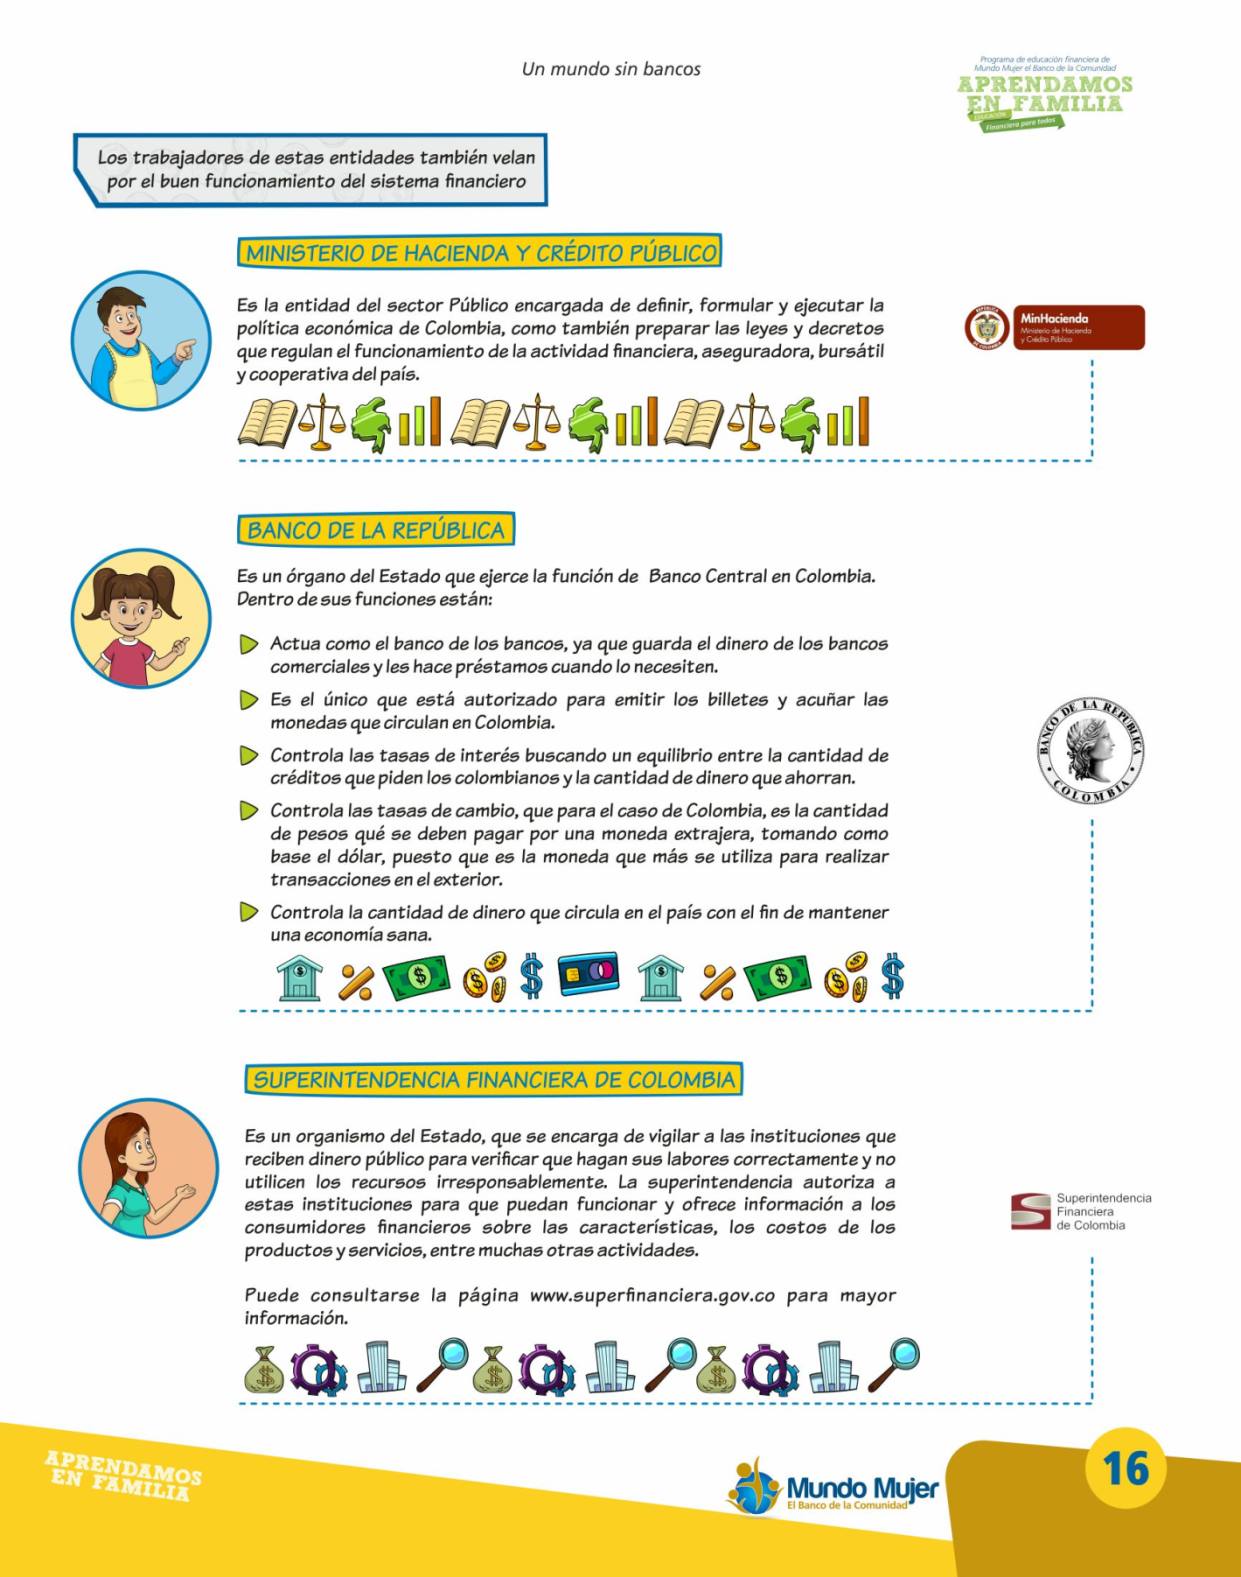 Un mundo sin bancos
Programa de educación financiera de
Mundo Mujer el Banco de la Comunidad
APRENDAMOS
EN FAMILIA
EDUCACIÓN
Financiera para todos
Los trabajadores de estas entidades también velan
por el buen funcionamiento del sistema financiero
MINISTERIO DE HACIENDA Y CRÉDITO PÚBLICO
Es la entidad del sector Público encargada de definir, formular y ejecutar la
política económica de Colombia, como también preparar las leyes y decretos
que regulan el funcionamiento de la actividad financiera, aseguradora, bursátil
y cooperativa del país.
REPÚBLICA
DE COLOMBIA
MinHacienda
Ministerio de Hacienda
y Crédito Público
BANCO DE LA REPÚBLICA
Es un órgano del Estado que ejerce la función de Banco Central en Colombia.
Dentro de sus funciones están:
Actua como el banco de los bancos, ya que guarda el dinero de los bancos
comerciales y les hace préstamos cuando lo necesiten.
Es el único que está autorizado para emitir los billetes y acuñar las
monedas que circulan en Colombia.
Controla las tasas de interés buscando un equilibrio entre la cantidad de
créditos que piden los colombianos y la cantidad de dinero que ahorran.
Controla las tasas de cambio, que para el caso de Colombia, es la cantidad
de pesos qué se deben pagar por una moneda extrajera, tomando como
base el dólar, puesto que es la moneda que más se utiliza para realizar
transacciones en el exterior.
Controla la cantidad de dinero que circula en el país con el fin de mantener
una economía sana.
BANCO DE LA REPÚBLICA
COLOMBIA
SUPERINTENDENCIA FINANCIERA DE COLOMBIA
Es un organismo del Estado, que se encarga de vigilar a las instituciones que
reciben dinero público para verificar que hagan sus labores correctamente y no
utilicen los recursos irresponsablemente. La superintendencia autoriza a
estas instituciones para que puedan funcionar y ofrece información a los
consumidores financieros sobre las características, los costos de los
productos y servicios, entre muchas otras actividades.
Puede consultarse la página www.superfinanciera.gov.co para mayor
información.
Superintendencia
Financiera
de Colombia
APRENDAMOS
EN FAMILIA
Mundo Mujer
El Banco de la Comunidad
16